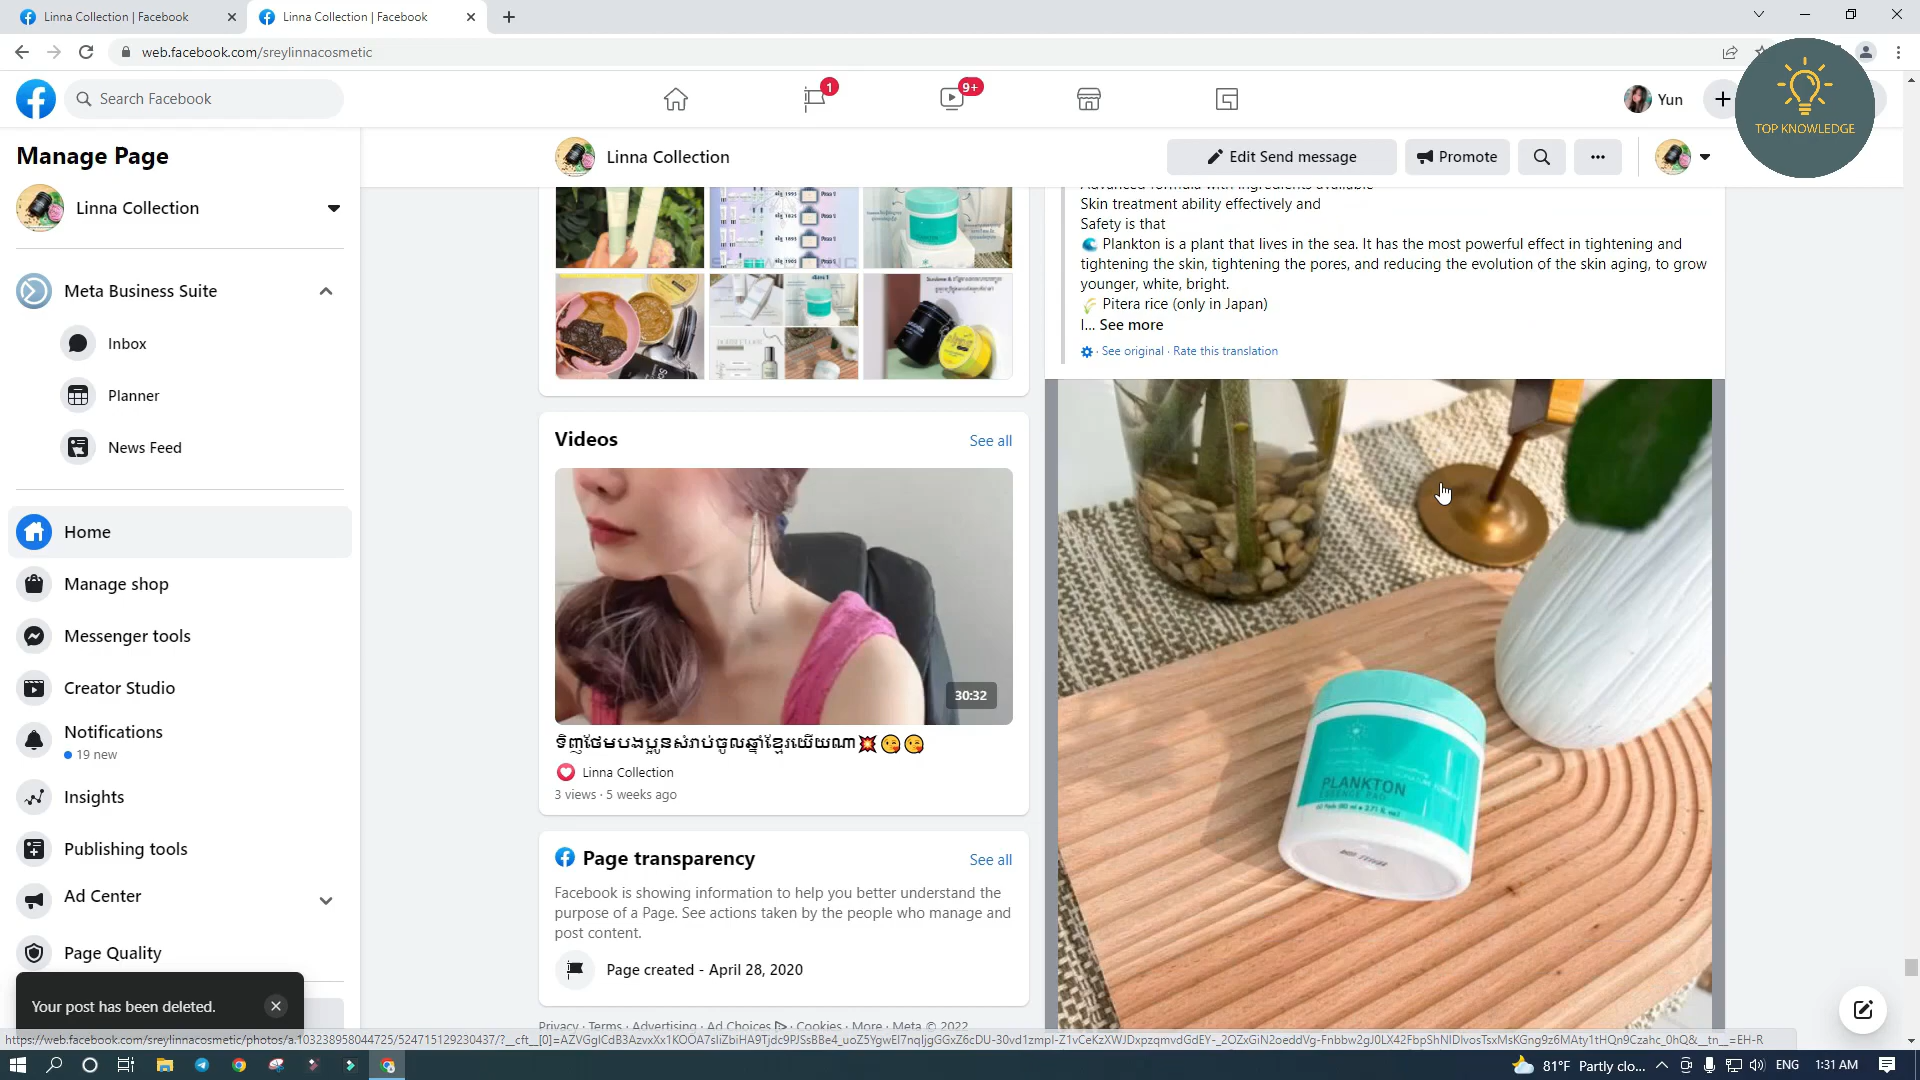 Linna Collection | Facebook
Linna Collection | Facebook
web.facebook.com/sreylinnacosmetic
Search Facebook
1
9+
Yun
TOP KNOWLEDGE
Manage Page
Linna Collection
Edit Send message
Promote
Linna Collection
Meta Business Suite
Inbox
Planner
News Feed
Home
Manage shop
Messenger tools
Creator Studio
Notifications
19 new
Insights
Publishing tools
Ad Center
Page Quality
Your post has been deleted.
Videos
See all
30:32
ទិញថែមបងប្អូនសំរាប់ចូលឆ្នាំខ្មែរយើយណា💥😘😘
Linna Collection
3 views · 5 weeks ago
Page transparency
See all
Facebook is showing information to help you better understand the
purpose of a Page. See actions taken by the people who manage and
post content.
Page created - April 28, 2020
Privacy · Terms · Advertising · Ad Choices · Cookies · More · Meta © 2022
Advanced formula with ingredients available
Skin treatment ability effectively and
Safety is that
🌊 Plankton is a plant that lives in the sea. It has the most powerful effect in tightening and
tightening the skin, tightening the pores, and reducing the evolution of the skin aging, to grow
younger, white, bright.
🌾 Pitera rice (only in Japan)
I... See more
· See original · Rate this translation
PLANKTON
ESSENCE PAD
81°F Partly clo...
ENG
1:31 AM